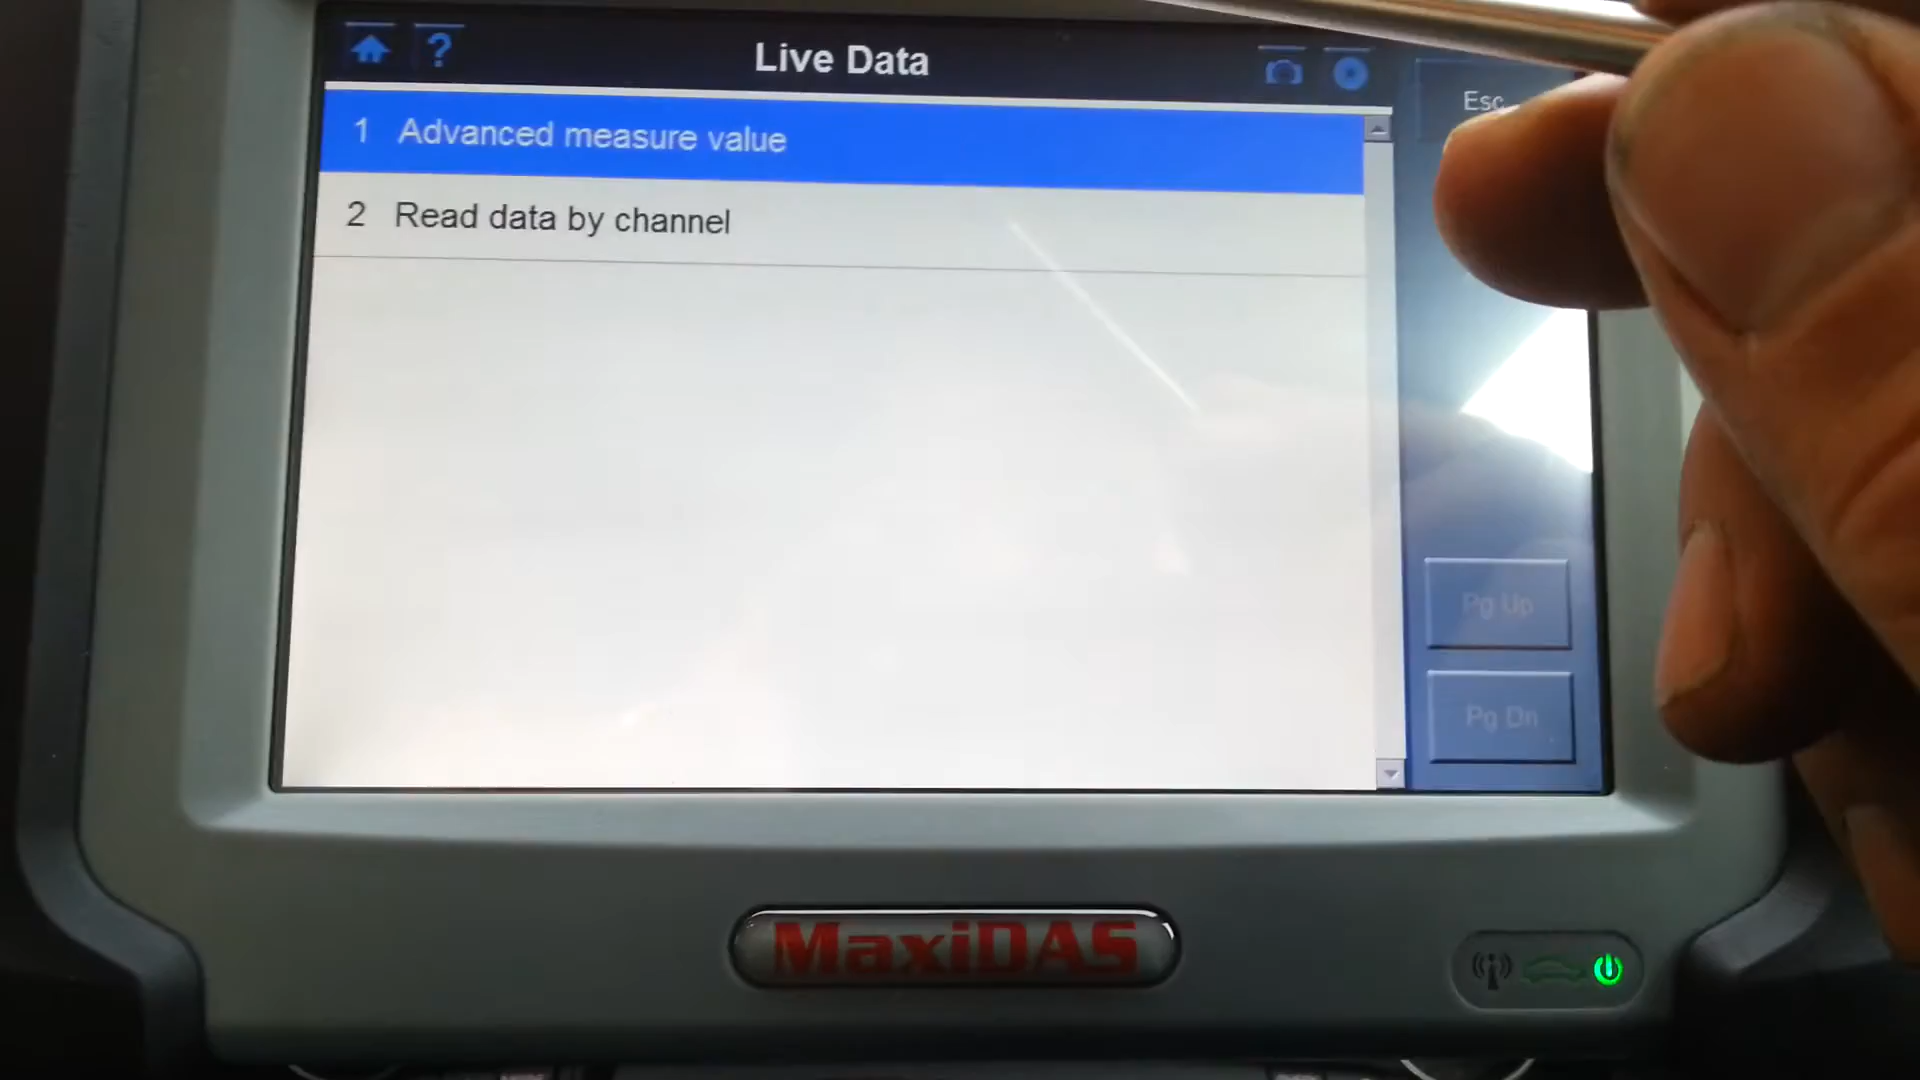 ?
Live Data
Esc
1 Advanced measure value
2 Read data by channel
Pg Up
Pg Dn
MaxiDAS